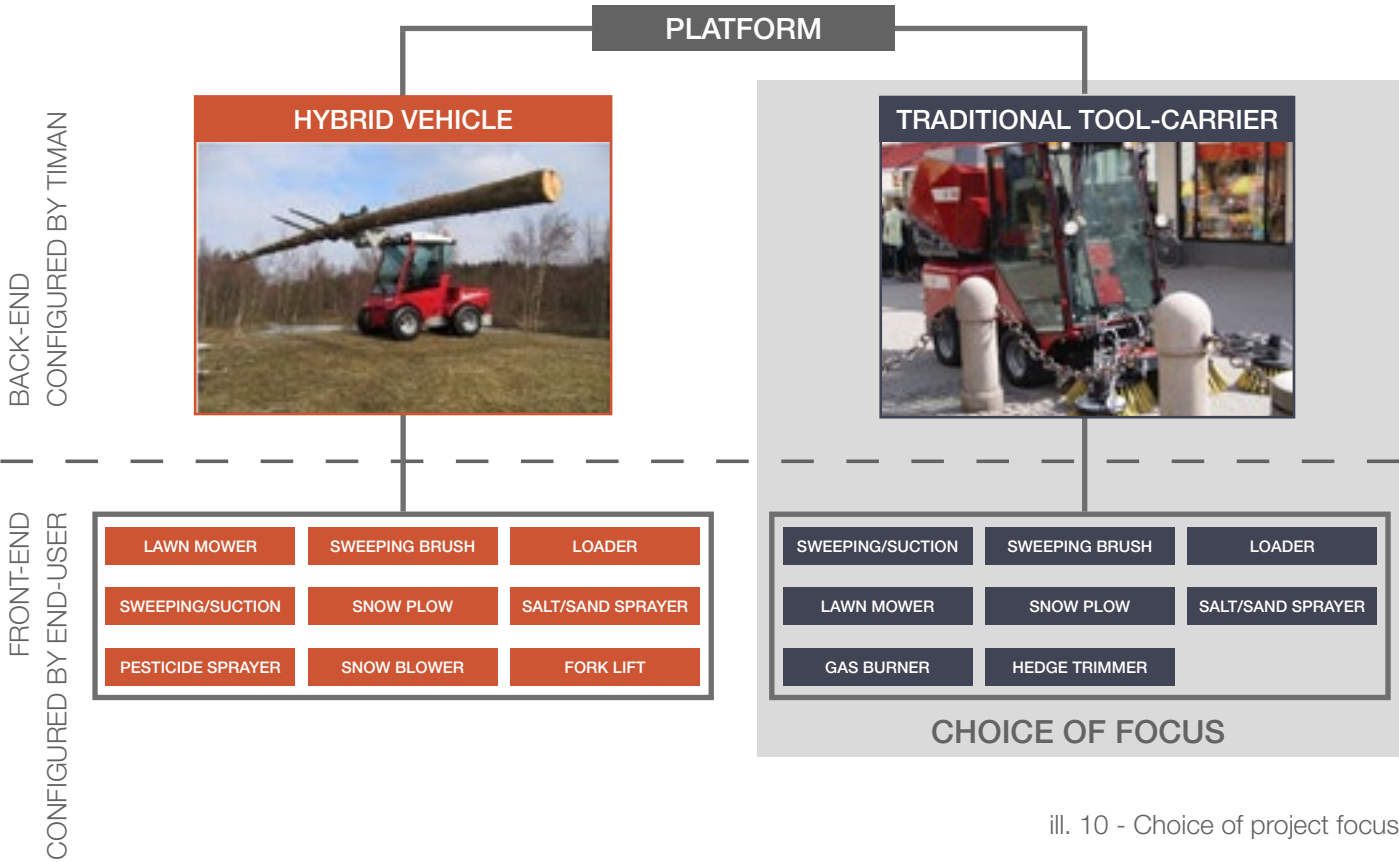 PLATFORM
HYBRID VEHICLE
TRADITIONAL TOOL-CARRIER
BACK-END
CONFIGURED BY TIMAN
FRONT-END
CONFIGURED BY END-USER
LAWN MOWER
SWEEPING BRUSH
LOADER
SWEEPING/SUCTION
SNOW PLOW
SALT/SAND SPRAYER
PESTICIDE SPRAYER
SNOW BLOWER
FORK LIFT
SWEEPING/SUCTION
SWEEPING BRUSH
LOADER
LAWN MOWER
SNOW PLOW
SALT/SAND SPRAYER
GAS BURNER
HEDGE TRIMMER
CHOICE OF FOCUS
ill. 10 - Choice of project focus